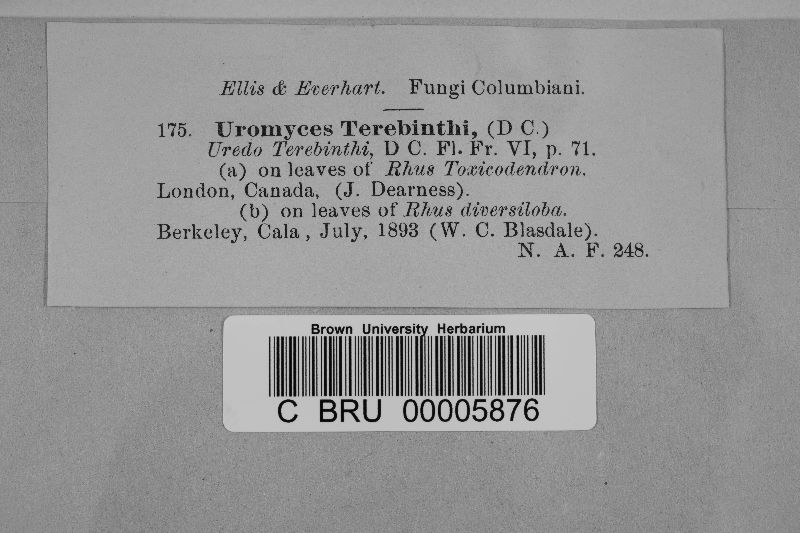 Ellis & Everhart. Fungi Columbiani.
175. Uromyces Terebinthi, (D C.)
Uredo Terebinthi, D C. Fl. Fr. VI, p. 71.
(a) on leaves of Rhus Toxicodendron.
London, Canada, (J. Dearness).
(b) on leaves of Rhus diversiloba.
Berkeley, Cala, July, 1893 (W. C. Blasdale).
N. A. F. 248.
Brown University Herbarium
C BRU 00005876